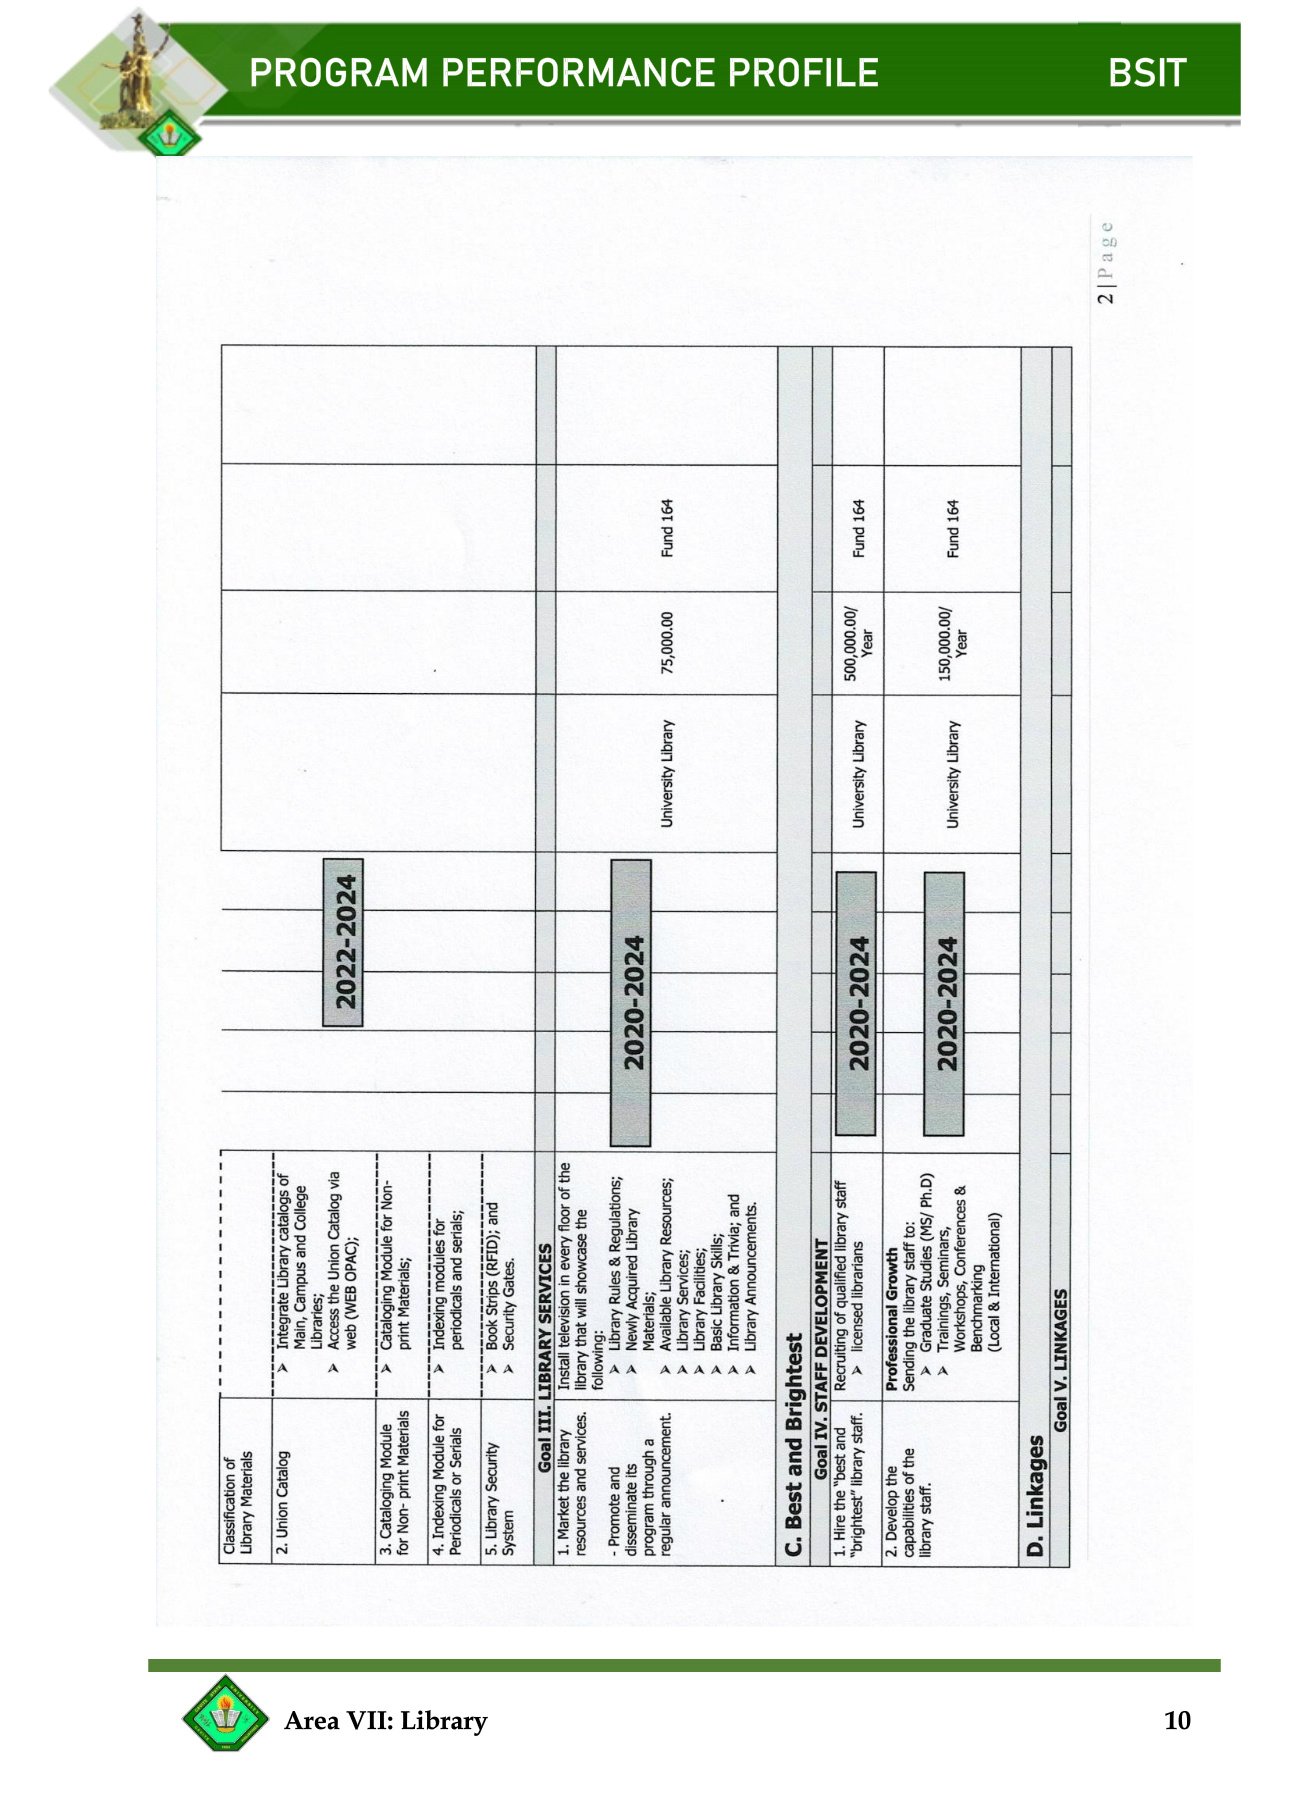 PROGRAM PERFORMANCE PROFILE BSIT
Classification of
Library Materials
2. Union Catalog
➢ Integrate Library catalogs of
Main, Campus and College
Libraries;
➢ Access the Union Catalog via
web (WEB OPAC);
2022-2024
3. Cataloging Module
for Non- print Materials
➢ Cataloging Module for Non-
print Materials;
4. Indexing Module for
Periodicals or Serials
➢ Indexing modules for
periodicals and serials;
5. Library Security
System
➢ Book Strips (RFID); and
➢ Security Gates.
Goal III. LIBRARY SERVICES
1. Market the library
resources and services.
- Promote and
disseminate its
program through a
regular announcement.
Install television in every floor of the
library that will showcase the
following:
➢ Library Rules & Regulations;
➢ Newly Acquired Library
Materials;
➢ Available Library Resources;
➢ Library Services;
➢ Library Facilities;
➢ Basic Library Skills;
➢ Information & Trivia; and
➢ Library Announcements.
2020-2024
University Library
75,000.00
Fund 164
C. Best and Brightest
Goal IV. STAFF DEVELOPMENT
1. Hire the "best and
"brightest" library staff.
Recruiting of qualified library staff
➢ licensed librarians
2020-2024
University Library
500,000.00/
Year
Fund 164
2. Develop the
capabilities of the
library staff.
Professional Growth
Sending the library staff to:
➢ Graduate Studies (MS/ Ph.D)
➢ Trainings, Seminars,
Workshops, Conferences &
Benchmarking
(Local & International)
2020-2024
University Library
150,000.00/
Year
Fund 164
D. Linkages
Goal V. LINKAGES
2|Page
Area VII: Library 10